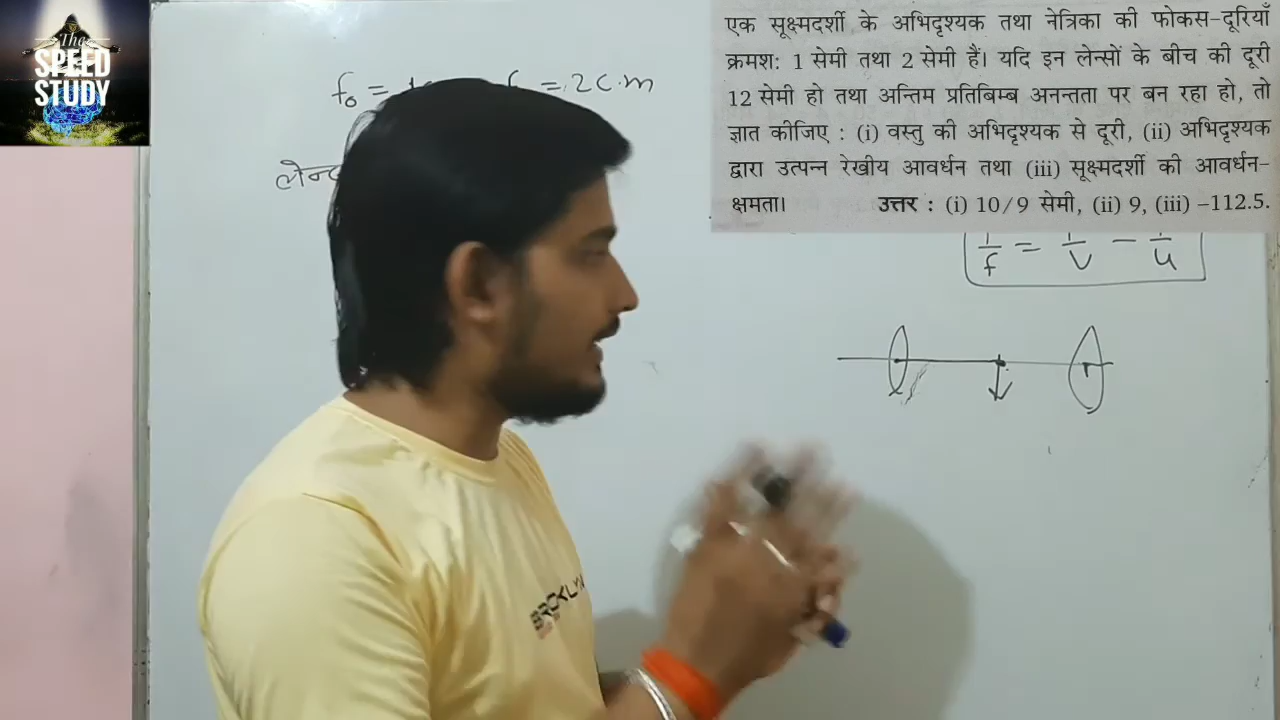 The
SPEED
STUDY
एक सूक्ष्मदर्शी के अभिदृश्यक तथा नेत्रिका की फोकस-दूरियाँ
क्रमश: 1 सेमी तथा 2 सेमी हैं। यदि इन लेन्सों के बीच की दूरी
12 सेमी हो तथा अन्तिम प्रतिबिम्ब अनन्तता पर बन रहा हो, तो
ज्ञात कीजिए : (i) वस्तु की अभिदृश्यक से दूरी, (ii) अभिदृश्यक
द्वारा उत्पन्न रेखीय आवर्धन तथा (iii) सूक्ष्मदर्शी की आवर्धन-
क्षमता। उत्तर : (i) 10/9 सेमी, (ii) 9, (iii) -112.5.
f₀ = = 2c.m
1/f = 1/v - 1/u
BROOKLYN